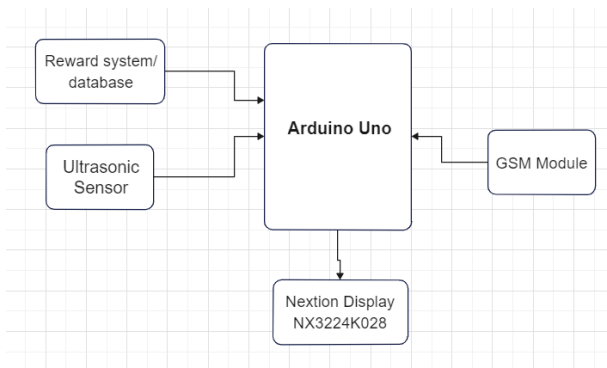 Reward system/
database
Arduino Uno
Ultrasonic
Sensor
GSM Module
Nextion Display
NX3224K028